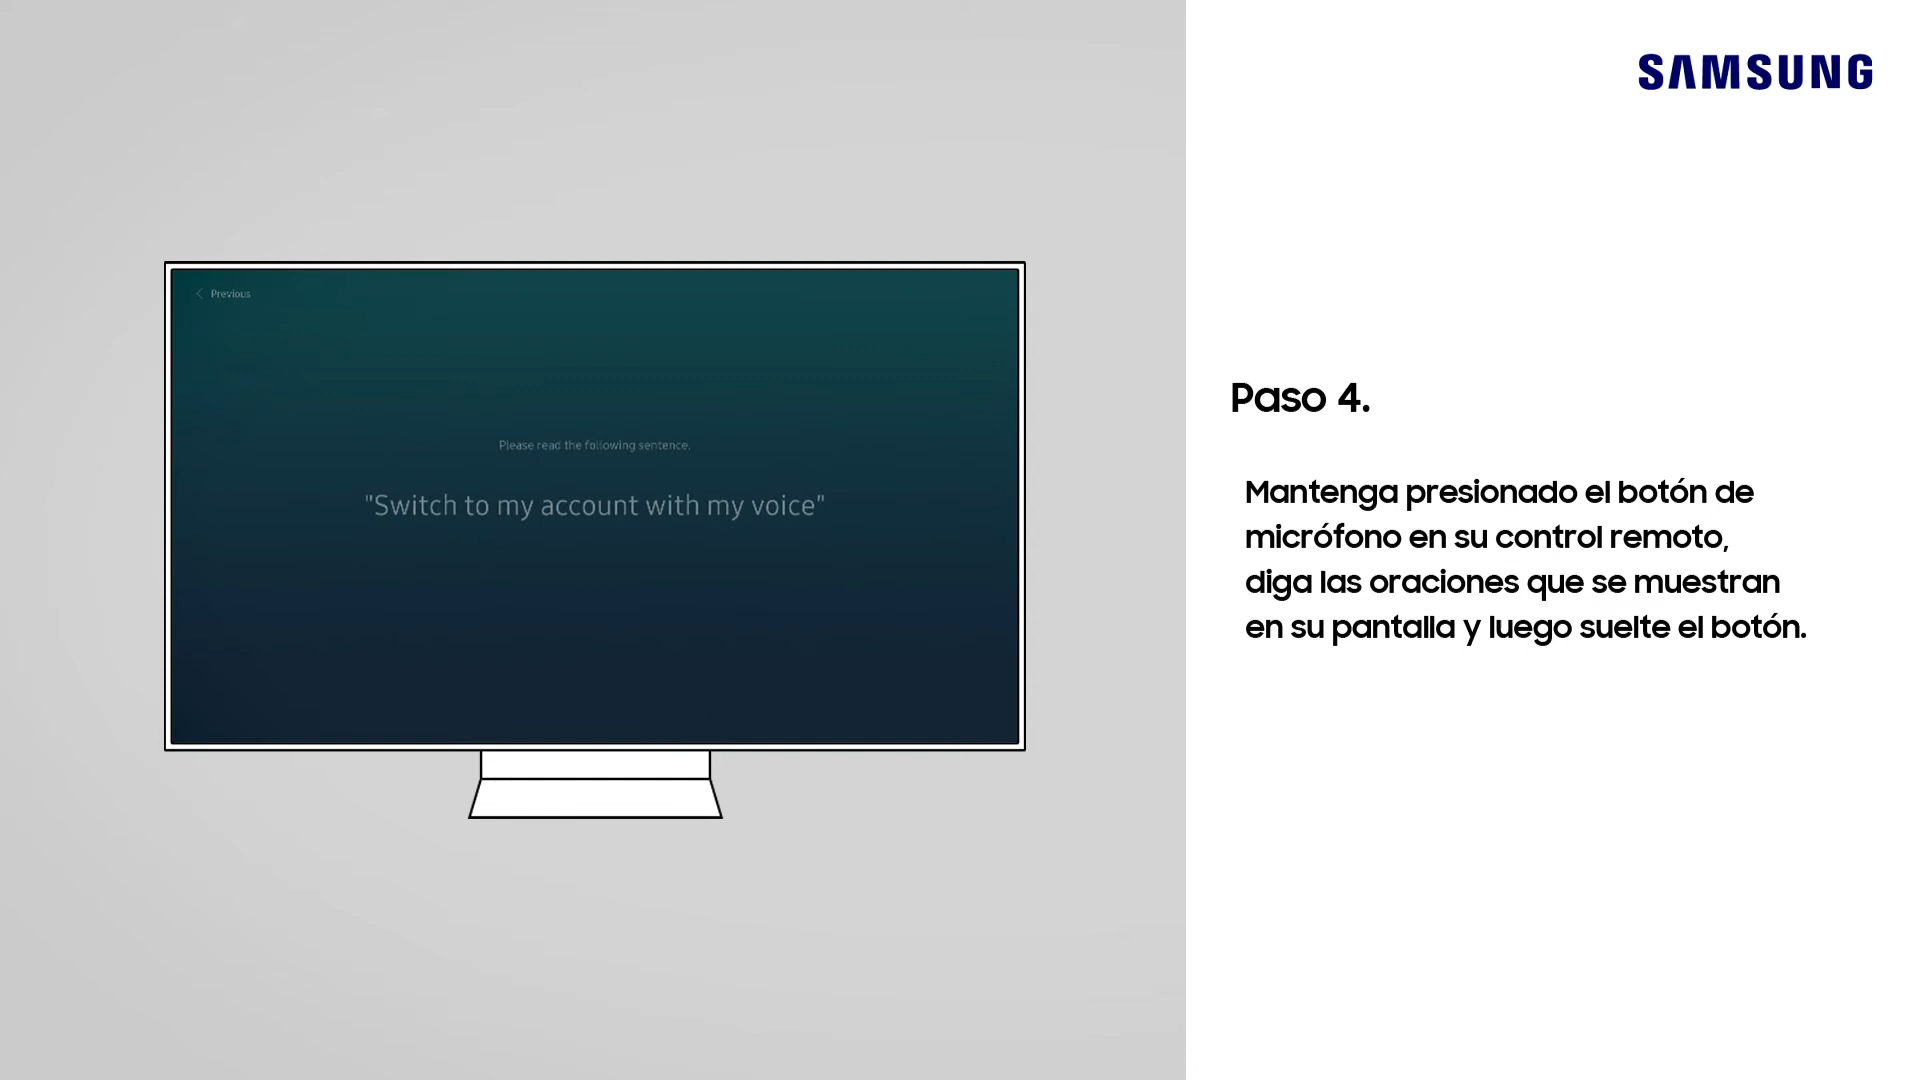 SAMSUNG
Previous
Please read the following sentence.
"Switch to my account with my voice"
Paso 4.
Mantenga presionado el botón de
micrófono en su control remoto,
diga las oraciones que se muestran
en su pantalla y luego suelte el botón.